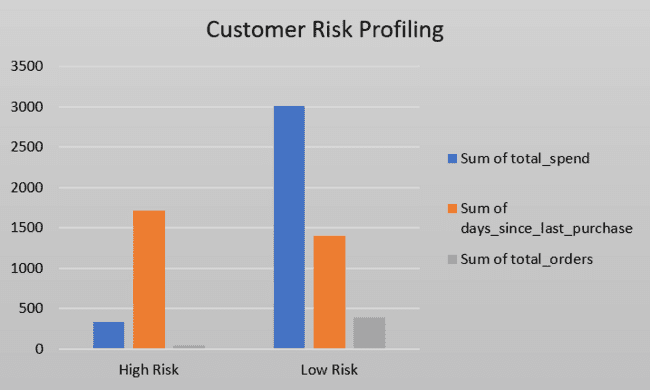 Customer Risk Profiling
3500
3000
2500
2000
1500
1000
500
0
High Risk
Low Risk
Sum of total_spend
Sum of
days_since_last_purchase
Sum of total_orders